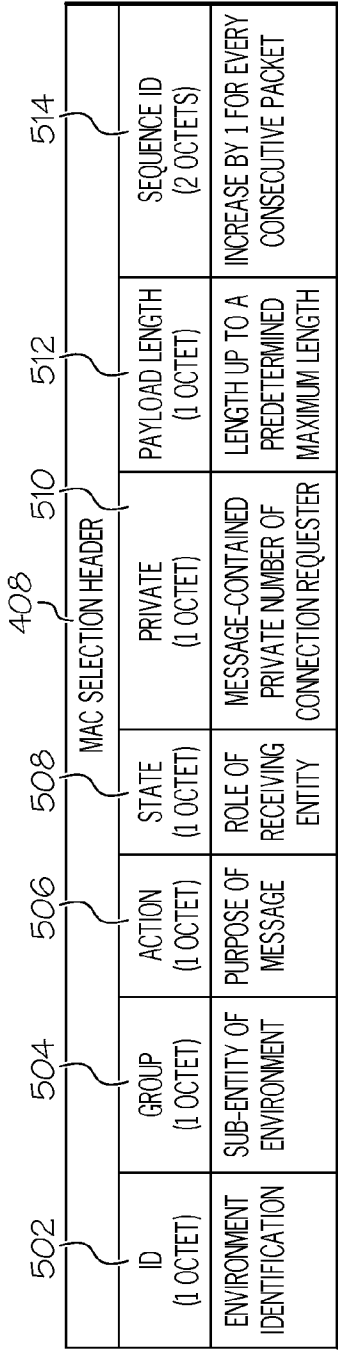 408
MAC SELECTION HEADER
502
504
506
508
510
512
514
ID
(1 OCTET)
GROUP
(1 OCTET)
ACTION
(1 OCTET)
STATE
(1 OCTET)
PRIVATE
(1 OCTET)
PAYLOAD LENGTH
(1 OCTET)
SEQUENCE ID
(2 OCTETS)
ENVIRONMENT
IDENTIFICATION
SUB-ENTITY OF
ENVIRONMENT
PURPOSE OF
MESSAGE
ROLE OF
RECEIVING
ENTITY
MESSAGE-CONTAINED
PRIVATE NUMBER OF
CONNECTION REQUESTER
LENGTH UP TO A
PREDETERMINED
MAXIMUM LENGTH
INCREASE BY 1 FOR EVERY
CONSECUTIVE PACKET